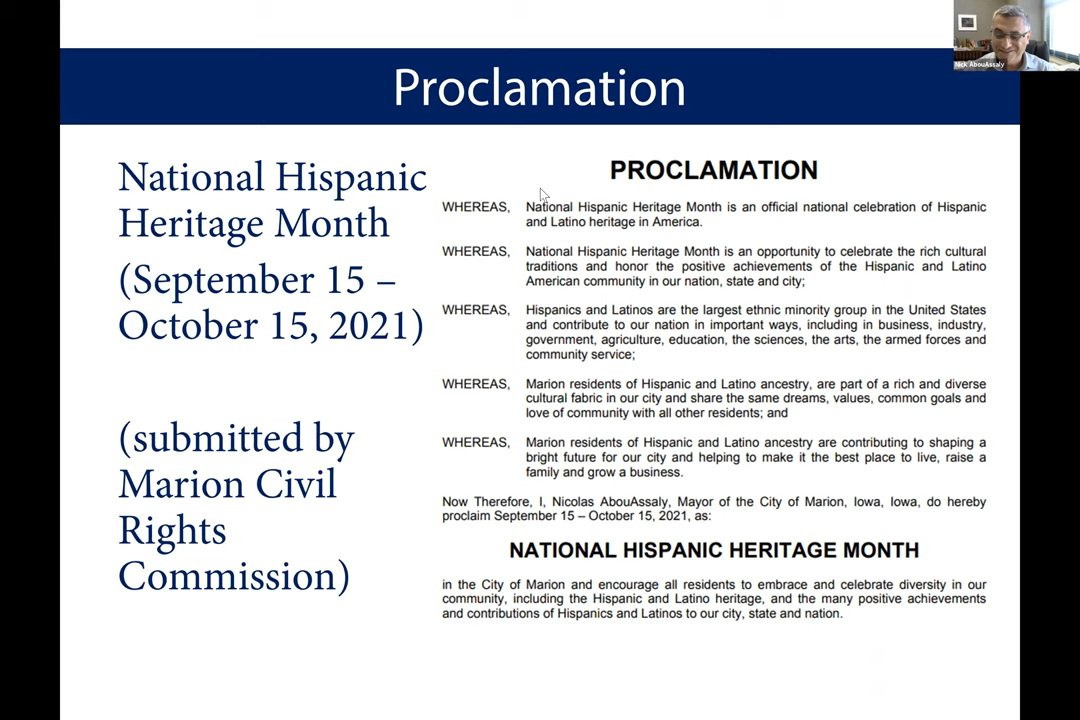 Nick AbouAssaly
Proclamation
National Hispanic
Heritage Month
(September 15 –
October 15, 2021)
(submitted by
Marion Civil
Rights
Commission)
PROCLAMATION
WHEREAS, National Hispanic Heritage Month is an official national celebration of Hispanic
and Latino heritage in America.
WHEREAS, National Hispanic Heritage Month is an opportunity to celebrate the rich cultural
traditions and honor the positive achievements of the Hispanic and Latino
American community in our nation, state and city;
WHEREAS, Hispanics and Latinos are the largest ethnic minority group in the United States
and contribute to our nation in important ways, including in business, industry,
government, agriculture, education, the sciences, the arts, the armed forces and
community service;
WHEREAS, Marion residents of Hispanic and Latino ancestry, are part of a rich and diverse
cultural fabric in our city and share the same dreams, values, common goals and
love of community with all other residents; and
WHEREAS, Marion residents of Hispanic and Latino ancestry are contributing to shaping a
bright future for our city and helping to make it the best place to live, raise a
family and grow a business.
Now Therefore, I, Nicolas AbouAssaly, Mayor of the City of Marion, Iowa, Iowa, do hereby
proclaim September 15 – October 15, 2021, as:
NATIONAL HISPANIC HERITAGE MONTH
in the City of Marion and encourage all residents to embrace and celebrate diversity in our
community, including the Hispanic and Latino heritage, and the many positive achievements
and contributions of Hispanics and Latinos to our city, state and nation.